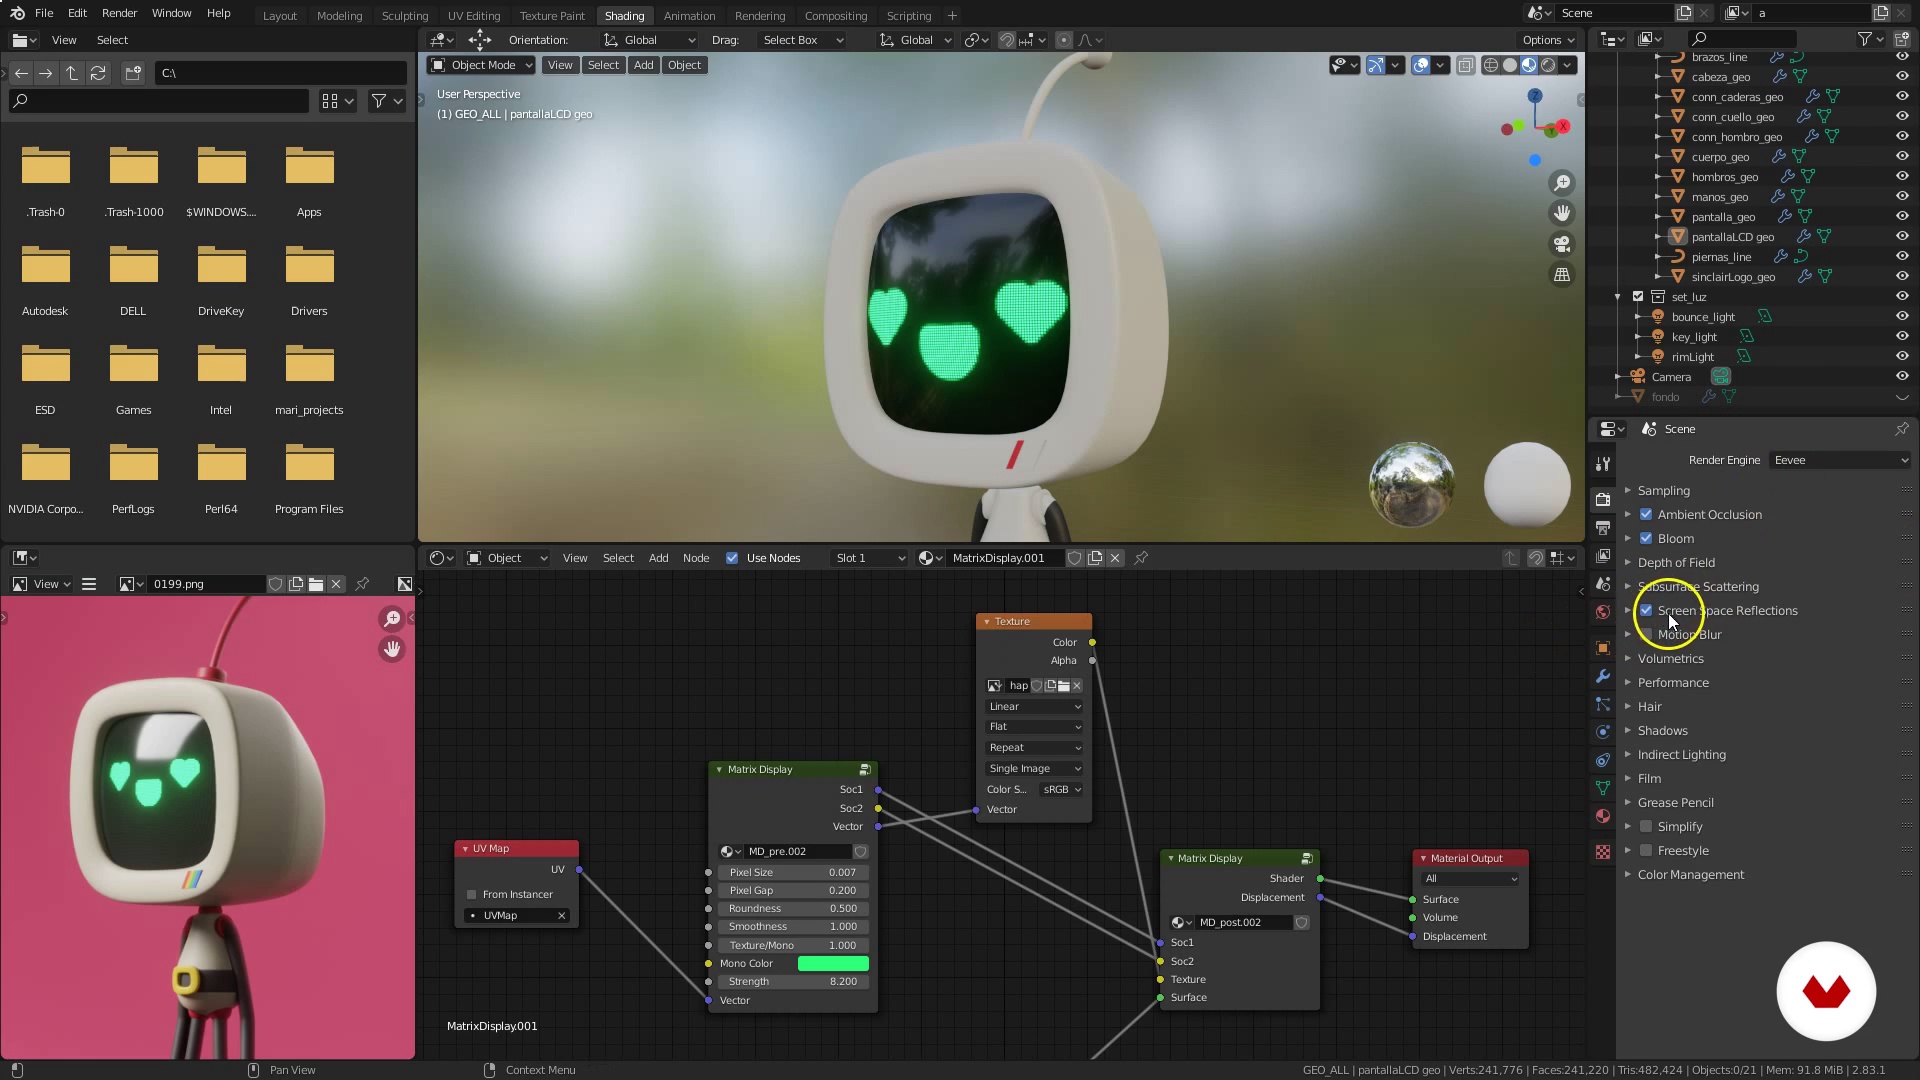 File Edit Render Window Help
Layout Modeling Sculpting UV Editing Texture Paint Shading Animation Rendering Compositing Scripting +
Scene
a
View Select
Orientation: Global Drag: Select Box Global
Options
C:\
Object Mode View Select Add Object
User Perspective
(1) GEO_ALL | pantallaLCD geo
Z
X
Y
.Trash-0 .Trash-1000 $WINDOWS.... Apps
Autodesk DELL DriveKey Drivers
ESD Games Intel mari_projects
NVIDIA Corpo... PerfLogs Perl64 Program Files
brazos_line
cabeza_geo
conn_caderas_geo
conn_cuello_geo
conn_hombro_geo
cuerpo_geo
hombros_geo
manos_geo
pantalla_geo
pantallaLCD geo
piernas_line
sinclairLogo_geo
set_luz
bounce_light
key_light
rimLight
Camera
fondo
Scene
Render Engine Eevee
Sampling
Ambient Occlusion
Bloom
Depth of Field
Subsurface Scattering
Screen Space Reflections
Motion Blur
Volumetrics
Performance
Hair
Shadows
Indirect Lighting
Film
Grease Pencil
Simplify
Freestyle
Color Management
View 0199.png
Object View Select Add Node Use Nodes Slot 1 MatrixDisplay.001
Texture
Color
Alpha
hap
Linear
Flat
Repeat
Single Image
Color S... sRGB
Vector
Matrix Display
Soc1
Soc2
Vector
MD_pre.002
Pixel Size 0.007
Pixel Gap 0.200
Roundness 0.500
Smoothness 1.000
Texture/Mono 1.000
Mono Color
Strength 8.200
Vector
UV Map
UV
From Instancer
UVMap
Matrix Display
Shader
Displacement
MD_post.002
Soc1
Soc2
Texture
Surface
Material Output
All
Surface
Volume
Displacement
MatrixDisplay.001
Pan View
Context Menu
GEO_ALL | pantallaLCD geo | Verts:241,776 | Faces:241,220 | Tris:482,424 | Objects:0/21 | Mem: 91.8 MiB | 2.83.1